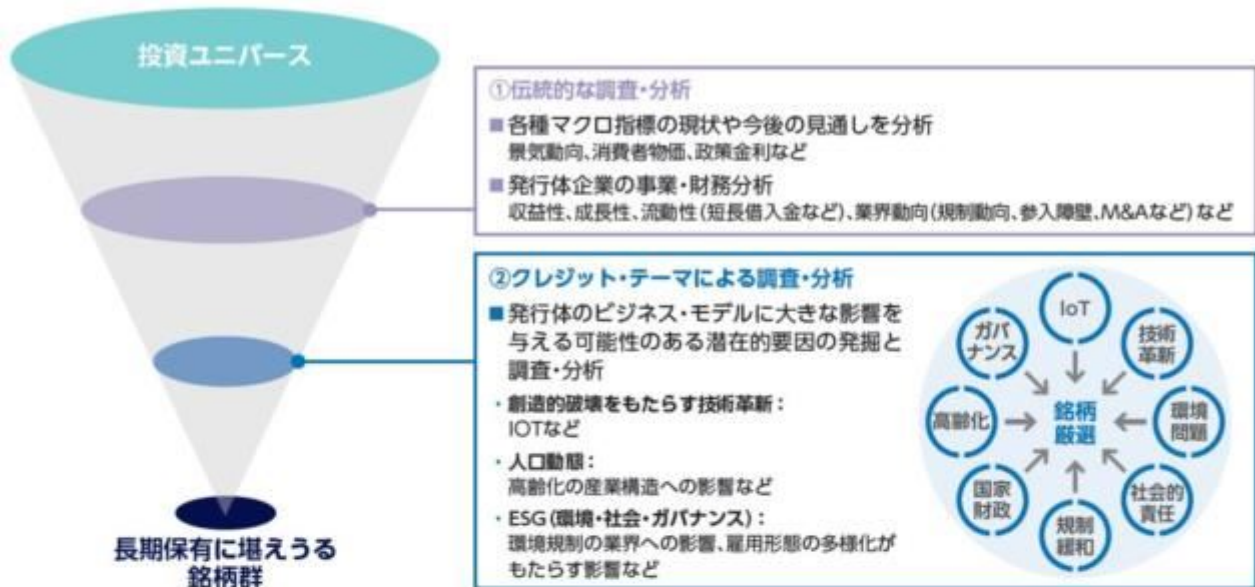 投資ユニバース
①伝統的な調査・分析
■各種マクロ指標の現状や今後の見通しを分析
景気動向、消費者物価、政策金利など
■発行体企業の事業・財務分析
収益性、成長性、流動性(短長借入金など)、業界動向(規制動向、参入障壁、M&Aなど)など
②クレジット・テーマによる調査・分析
■発行体のビジネス・モデルに大きな影響を
与える可能性のある潜在的要因の発掘と
調査・分析
・創造的破壊をもたらす技術革新：
IOTなど
・人口動態：
高齢化の産業構造への影響など
・ESG(環境・社会・ガバナンス)：
環境規制の業界への影響、雇用形態の多様化が
もたらす影響など
IoT
技術
革新
環境
問題
社会的
責任
規制
緩和
国家
財政
高齢化
ガバ
ナンス
銘柄
厳選
長期保有に堪えうる
銘柄群